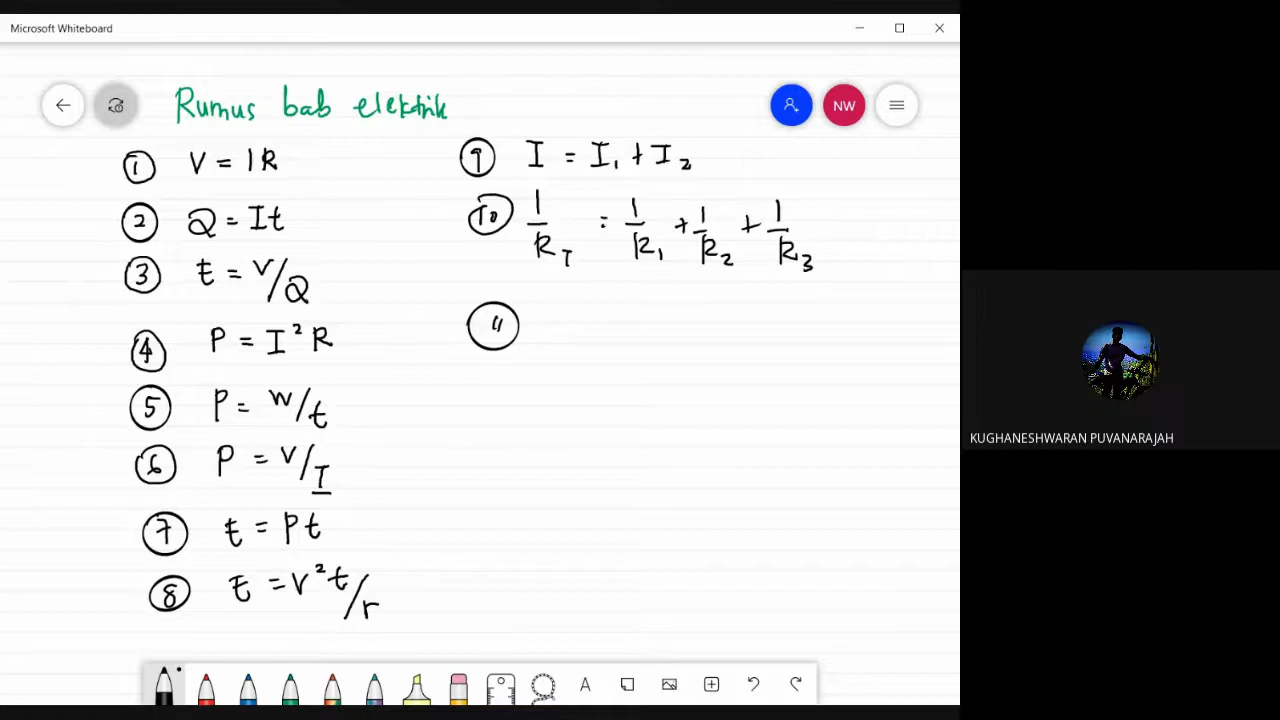 Microsoft Whiteboard
Rumus bab elektrik
NW
① V = IR
② Q = It
③ t = V/Q
④ P = I²R
⑤ P = W/t
⑥ P = V/I
⑦ t = Pt
⑧ t = V²t/r
⑨ I = I₁ + I₂
⑩ 1/R_T = 1/R₁ + 1/R₂ + 1/R₃
⑪
KUGHANESHWARAN PUVANARAJAH
A